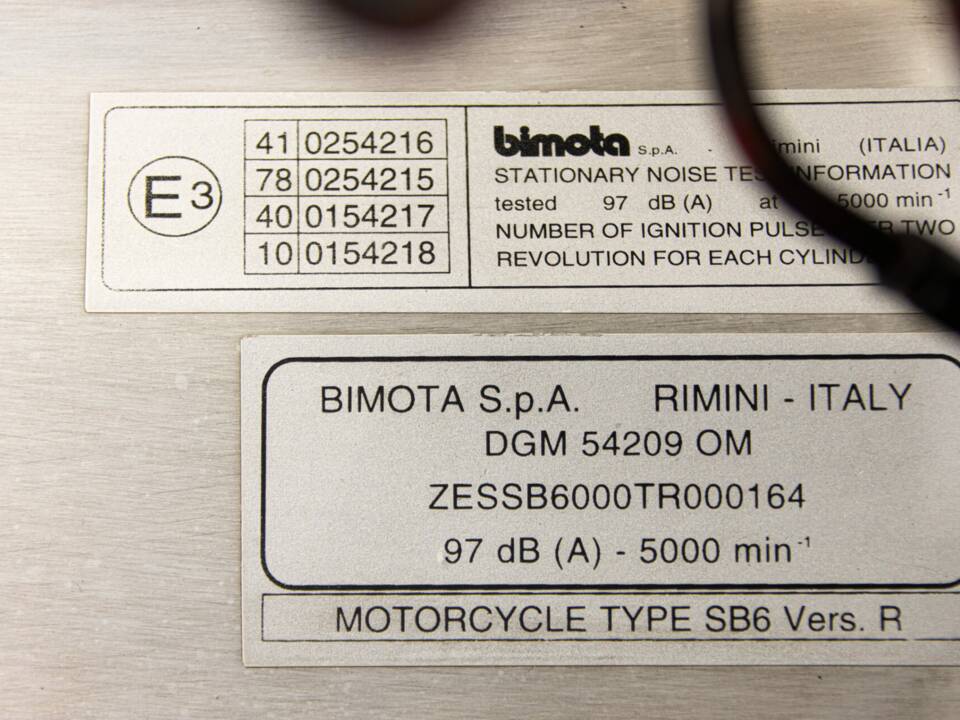 E3
41 0254216
78 0254215
40 0154217
10 0154218
bimota S.p.A. - (ITALIA)
STATIONARY NOISE
tested 97 dB (A) at 5000 min⁻¹
NUMBER OF IGNITION TWO
REVOLUTION FOR EACH
BIMOTA S.p.A. RIMINI - ITALY
DGM 54209 OM
ZESSB6000TR000164
97 dB (A) - 5000 min⁻¹
MOTORCYCLE TYPE SB6 Vers. R